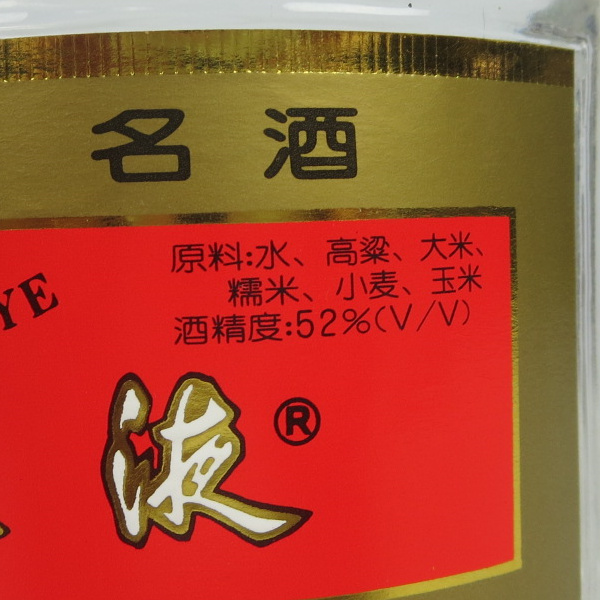 名酒
原料:水、高粱、大米、
糯米、小麦、玉米
酒精度:52%(V/V)
YE
液®